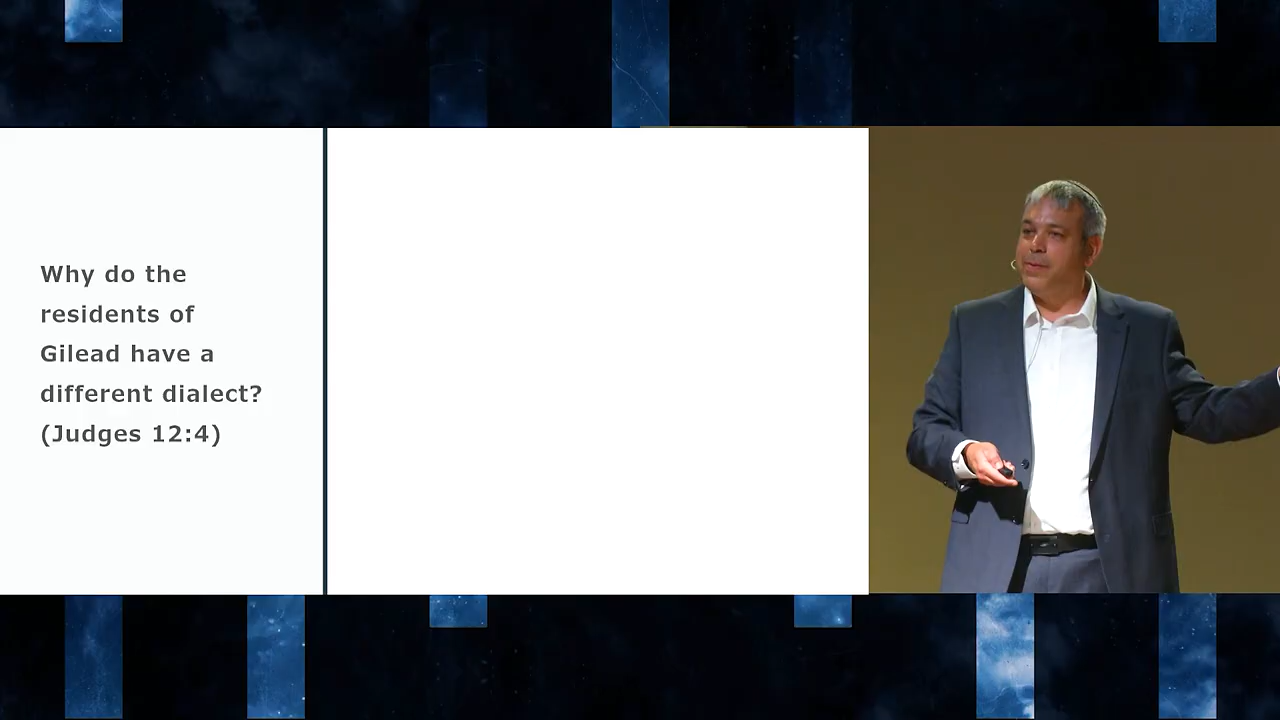 Why do the
residents of
Gilead have a
different dialect?
(Judges 12:4)